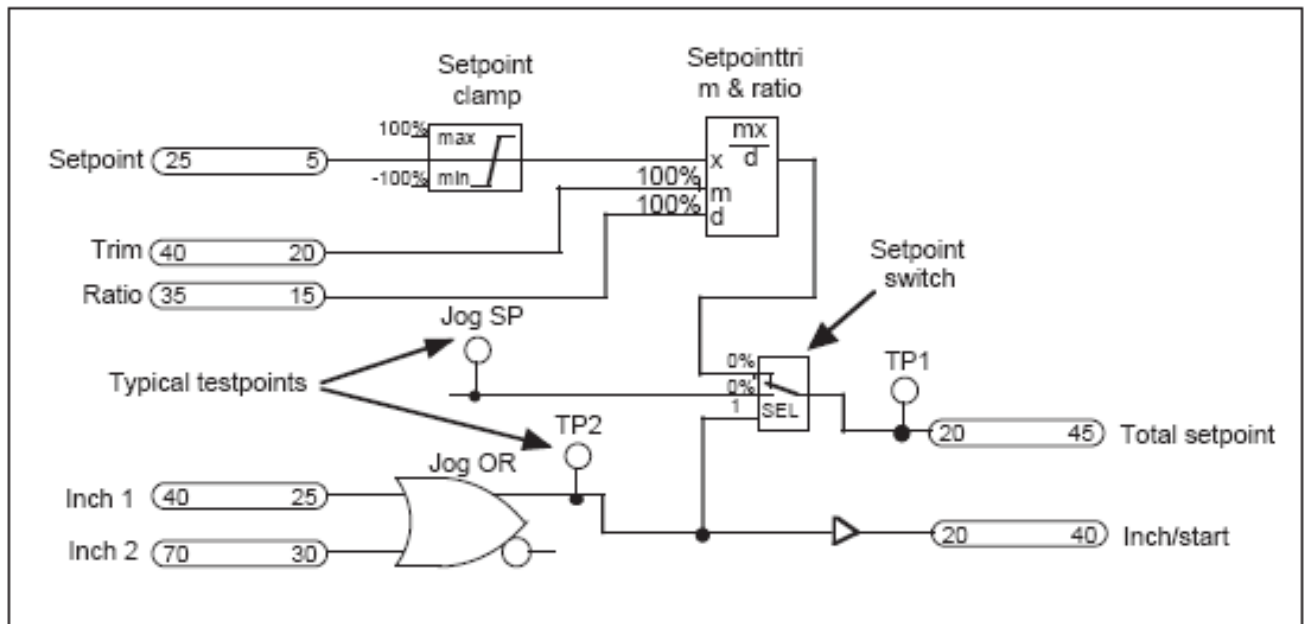 Setpoint
clamp
Setpointtri
m & ratio
100%
max
mx
d
Setpoint
25 5
x
-100%
min
100%
m
100%
d
Trim
40 20
Setpoint
switch
Ratio
35 15
Jog SP
0%
TP1
Typical testpoints
0%
1
SEL
TP2
20 45
Total setpoint
Jog OR
Inch 1
40 25
20 40
Inch/start
Inch 2
70 30